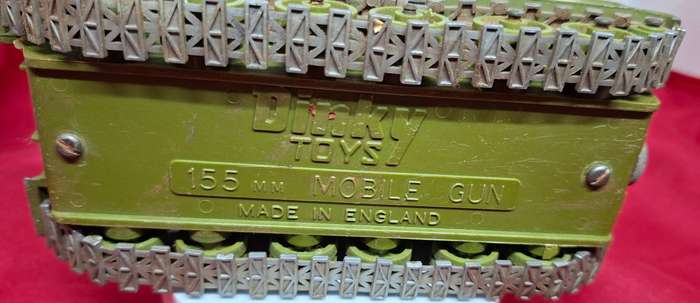 Dinky
TOYS
155 MM MOBILE GUN
MADE IN ENGLAND